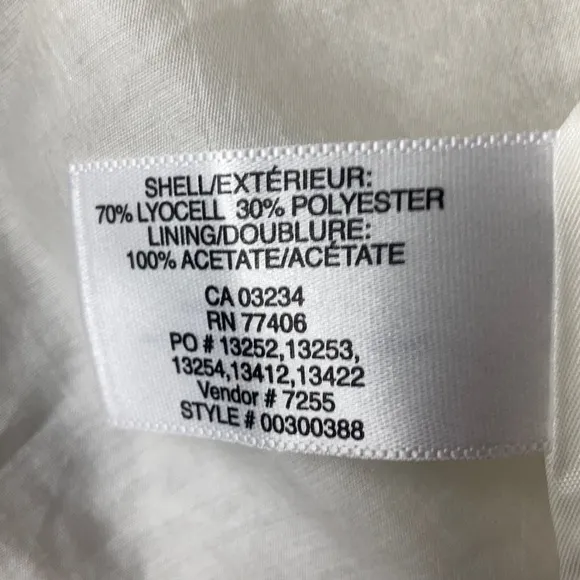 SHELL/EXTÉRIEUR:
70% LYOCELL 30% POLYESTER
LINING/DOUBLURE:
100% ACETATE/ACÉTATE
CA 03234
RN 77406
PO # 13252,13253,
13254,13412,13422
Vendor # 7255
STYLE # 00300388